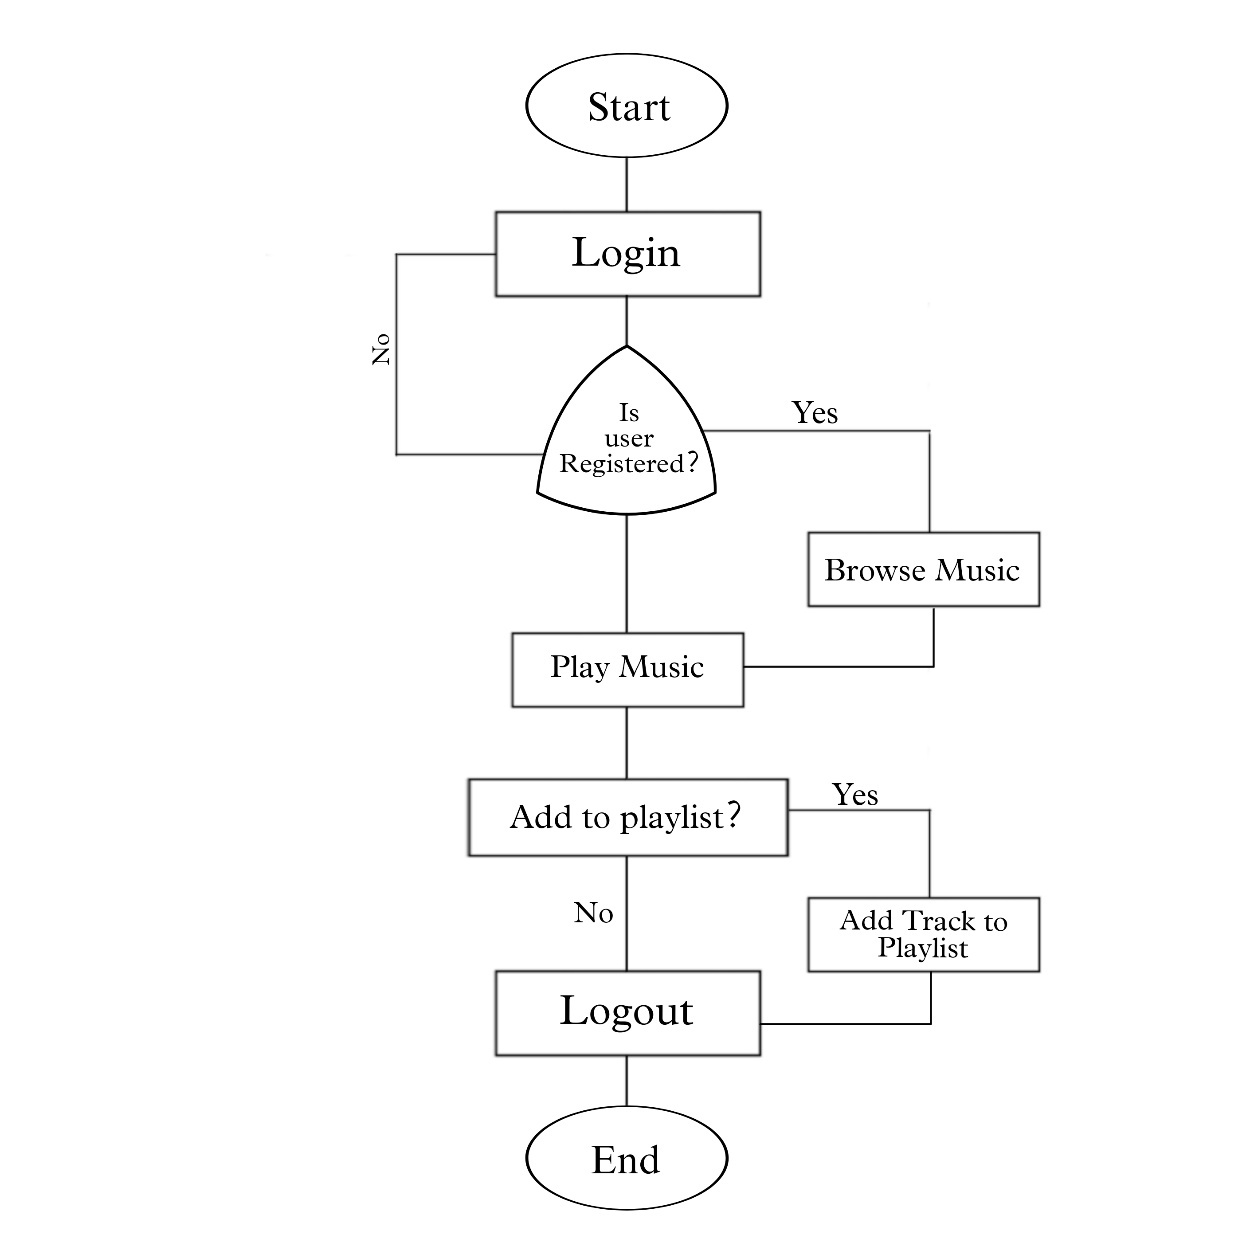 Start
Login
No
Is
user
Registered?
Yes
Browse Music
Play Music
Add to playlist?
Yes
No
Add Track to
Playlist
Logout
End